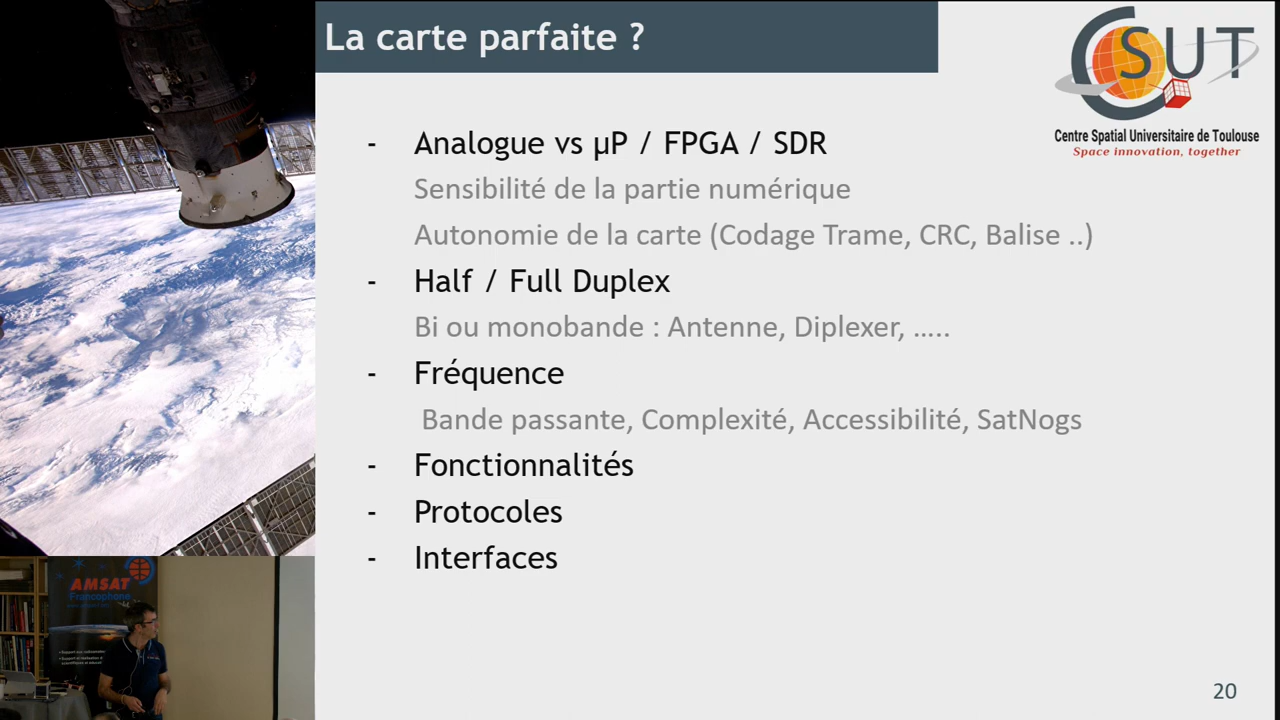 La carte parfaite ?
CSUT
Centre Spatial Universitaire de Toulouse
Space innovation, together
- Analogue vs µP / FPGA / SDR
Sensibilité de la partie numérique
Autonomie de la carte (Codage Trame, CRC, Balise ..)
- Half / Full Duplex
Bi ou monobande : Antenne, Diplexer, .....
- Fréquence
Bande passante, Complexité, Accessibilité, SatNogs
- Fonctionnalités
- Protocoles
- Interfaces
AMSAT
Francophone
20